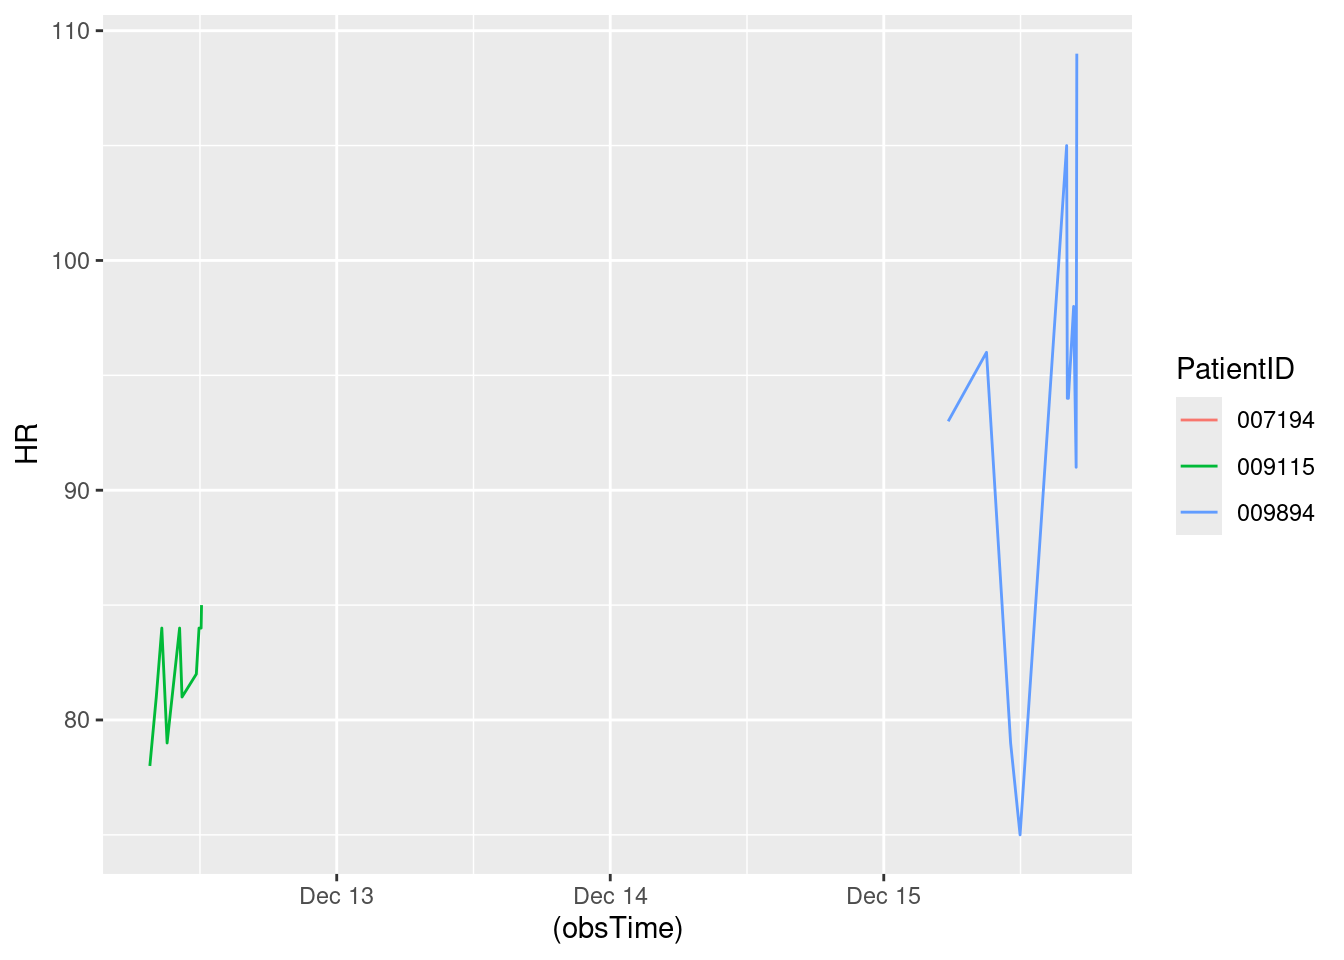 110
100
90
80
HR
Dec 13
Dec 14
Dec 15
(obsTime)
PatientID
007194
009115
009894